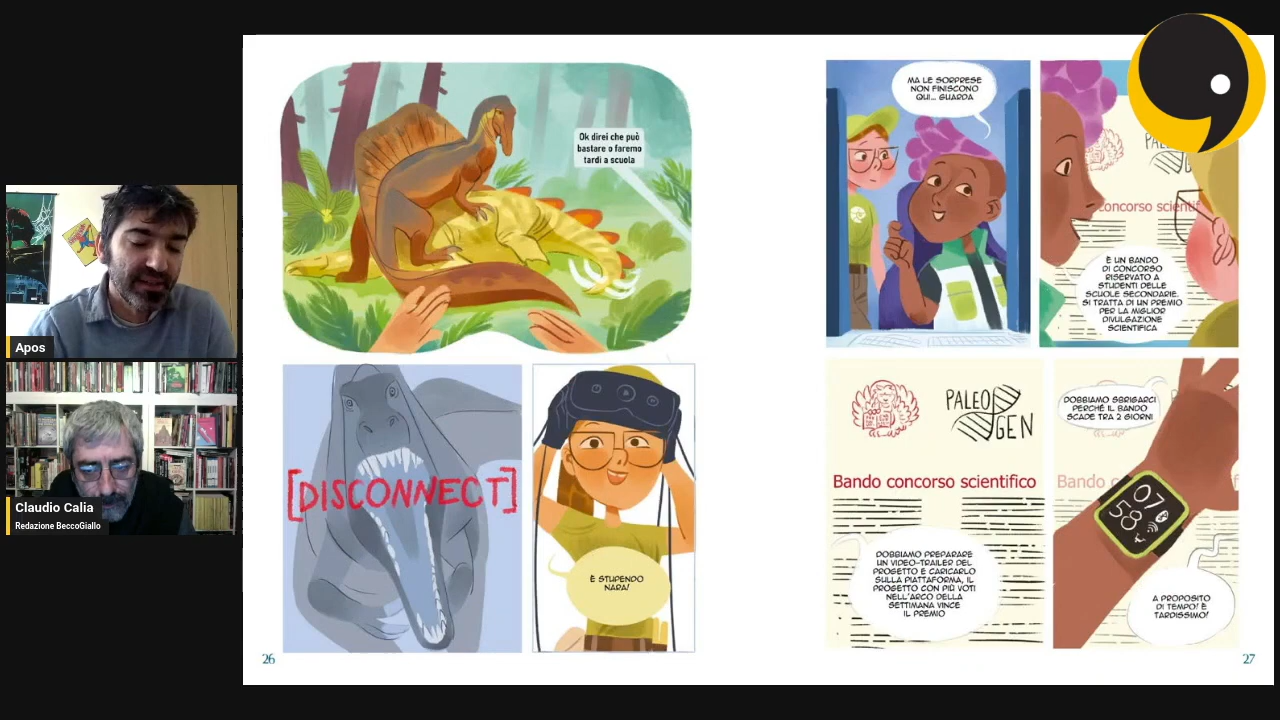 Apos
Claudio Calia
Redazione BeccoGiallo
Ok direi che può
bastare o faremo
tardi a scuola
[DISCONNECT]
È STUPENDO
NARA!
26
MA LE SORPRESE
NON FINISCONO
QUI... GUARDA
PALE
GEN
concorso scientif
È UN BANDO
DI CONCORSO
RISERVATO A
STUDENTI DELLE
SCUOLE SECONDARIE.
SI TRATTA DI UN PREMIO
PER LA MIGLIOR
DIVULGAZIONE
SCIENTIFICA
PALEO
GEN
Bando concorso scientifico
DOBBIAMO PREPARARE
UN VIDEO-TRAILER DEL
PROGETTO E CARICARLO
SULLA PIATTAFORMA, IL
PROGETTO CON PIÙ VOTI
NELL'ARCO DELLA
SETTIMANA VINCE
IL PREMIO
DOBBIAMO SBRIGARCI
PERCHÉ IL BANDO
SCADE TRA 2 GIORNI
Bando c
07
58
A PROPOSITO
DI TEMPO! È
TARDISSIMO!
27